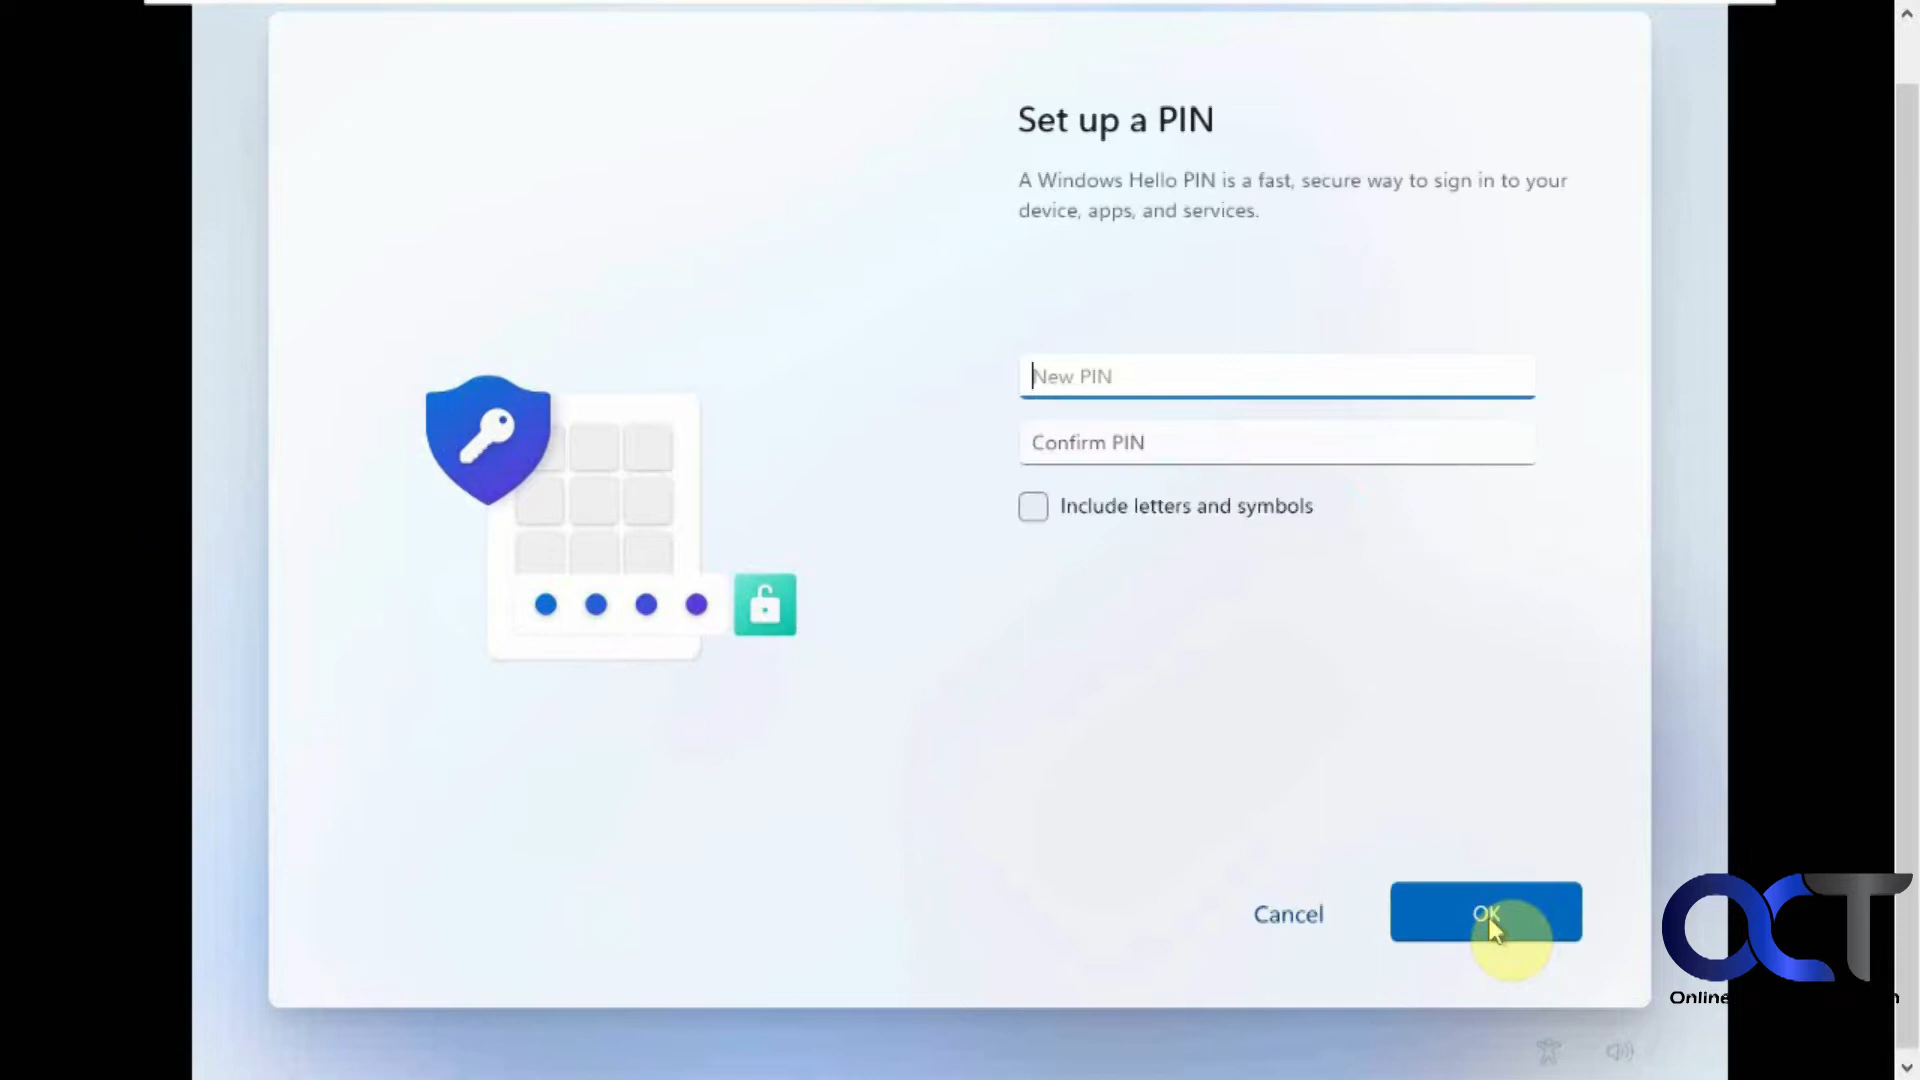 Set up a PIN
A Windows Hello PIN is a fast, secure way to sign in to your
device, apps, and services.
New PIN
Confirm PIN
Include letters and symbols
Cancel
OK
OCT
Online